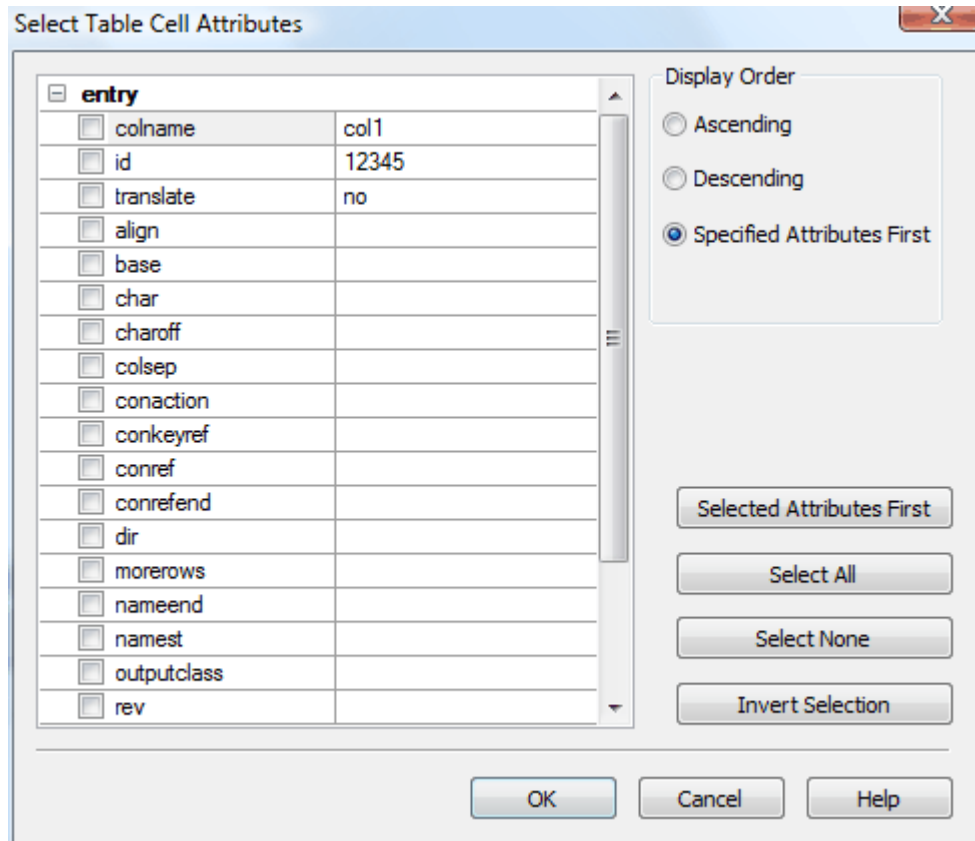 Select Table Cell Attributes
entry
colname col1
id 12345
translate no
align
base
char
charoff
colsep
conaction
conkeyref
conref
conrefend
dir
morerows
nameend
namest
outputclass
rev
Display Order
Ascending
Descending
Specified Attributes First
Selected Attributes First
Select All
Select None
Invert Selection
OK Cancel Help